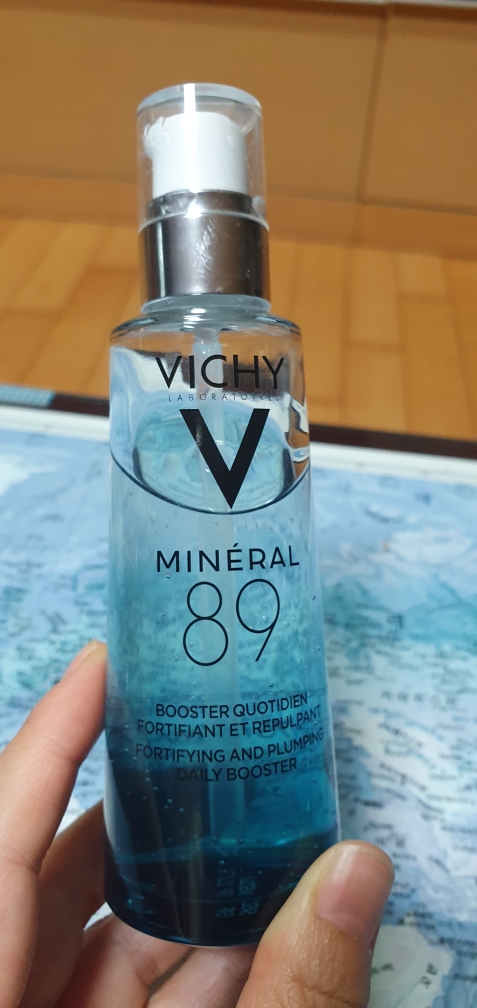 VICHY
LABORATOIRES
V
MINÉRAL
89
BOOSTER QUOTIDIEN
FORTIFIANT ET REPULPANT
FORTIFYING AND PLUMPING
DAILY BOOSTER